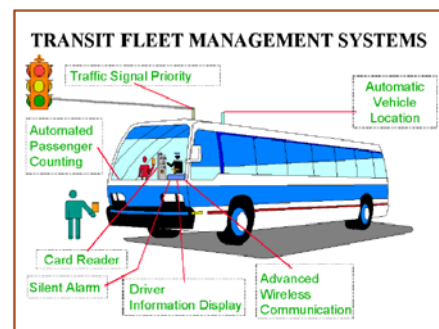 TRANSIT FLEET MANAGEMENT SYSTEMS
Traffic Signal Priority
Automatic
Vehicle
Location
Automated
Passenger
Counting
Card Reader
Silent Alarm
Driver
Information Display
Advanced
Wireless
Communication